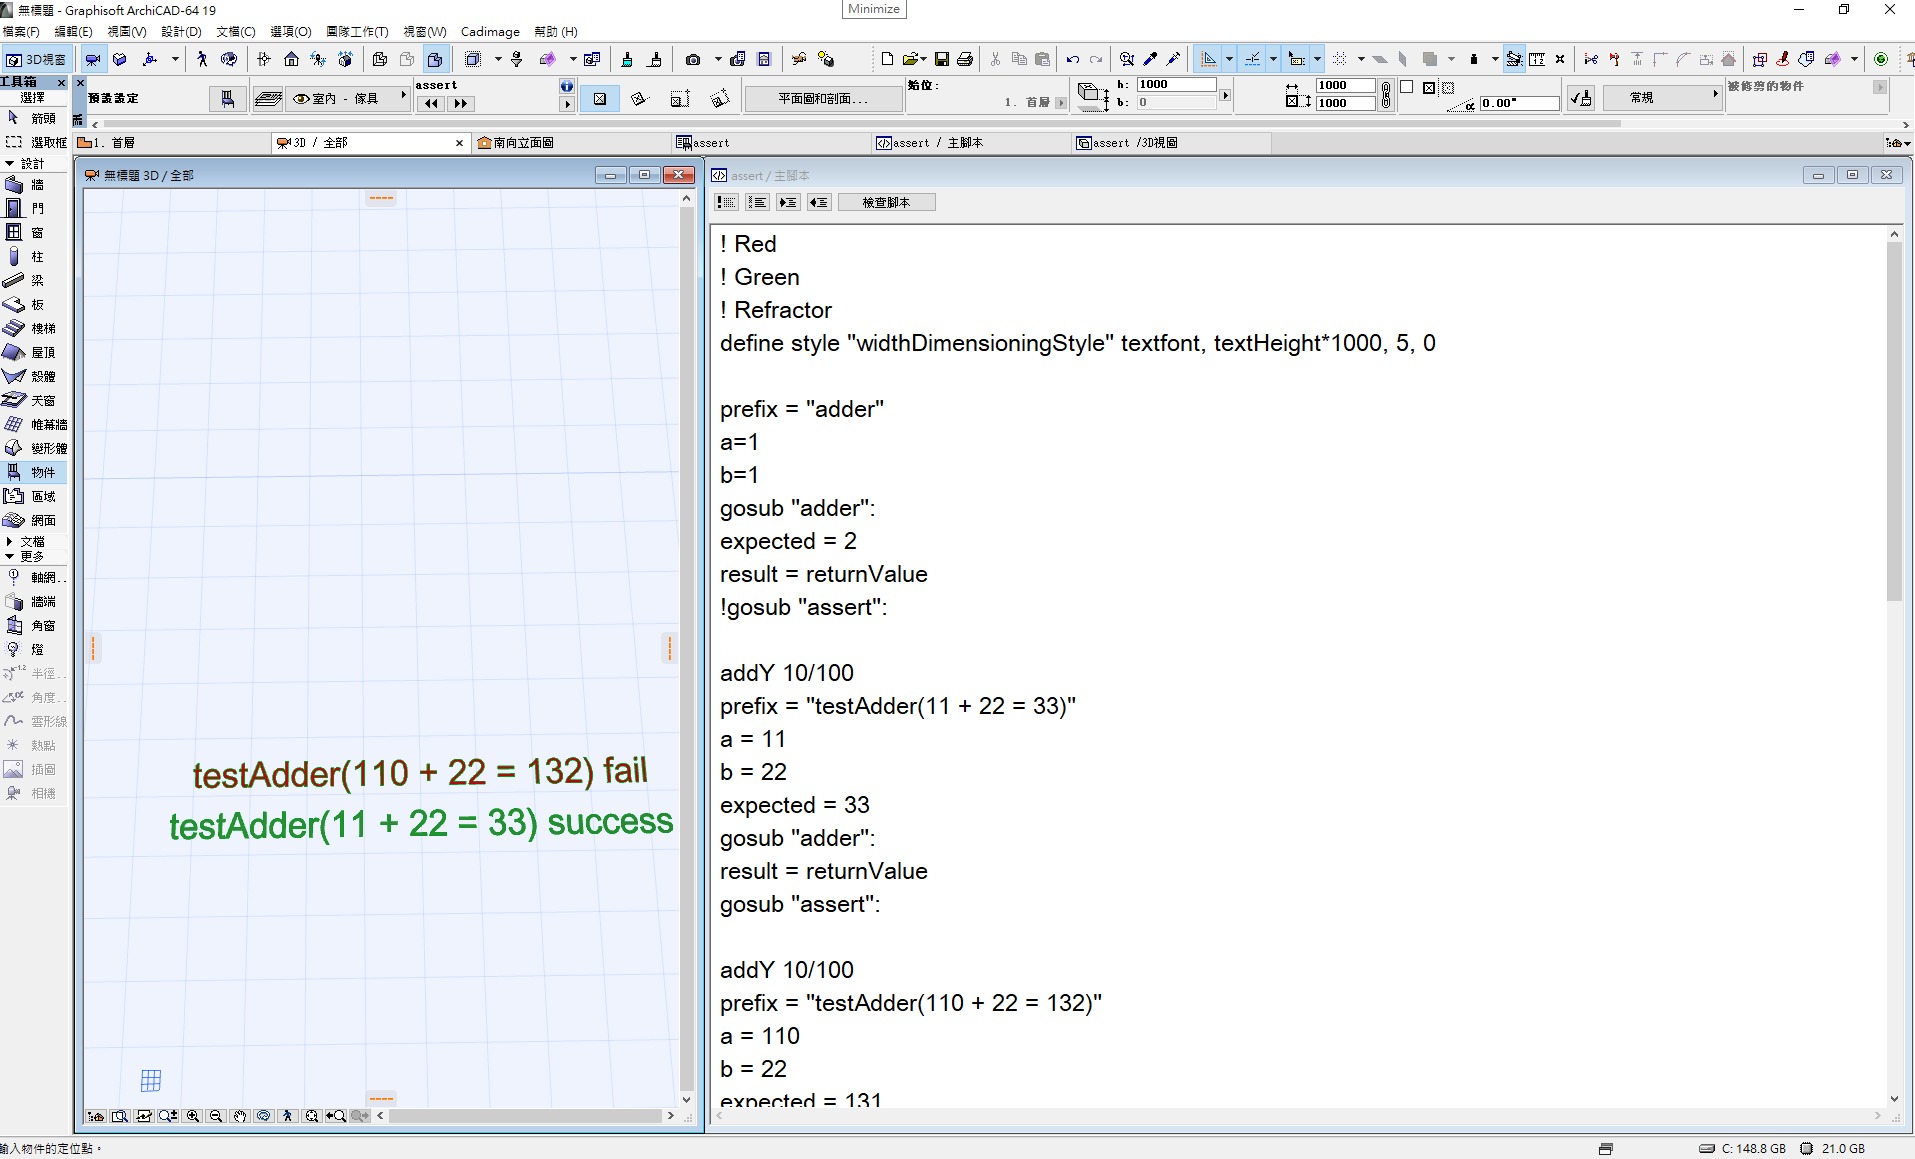 無標題 - Graphisoft ArchiCAD-64 19
Minimize
檔案(F) 編輯(E) 視圖(V) 設計(D) 文檔(C) 選項(O) 團隊工作(T) 視窗(W) Cadimage 幫助 (H)
3D視窗
工具箱
選擇
箭頭
選取框
設計
牆
門
窗
柱
梁
板
樓梯
屋頂
殼體
天窗
帷幕牆
變形體
物件
區域
網面
文檔
更多
軸網..
牆端
角窗
燈
半徑..
角度..
雲形線
熱點
插圖
相機
預設設定
室內 - 傢具
assert
平面圖和剖面...
始位:
1. 首層
h: 1000
b: 0
1000
1000
α 0.00°
常規
被修剪的物件
1. 首層
3D / 全部
南向立面圖
assert
assert / 主腳本
assert /3D視圖
無標題 3D / 全部
testAdder(110 + 22 = 132) fail
testAdder(11 + 22 = 33) success
assert / 主腳本
檢查腳本
! Red
! Green
! Refractor
define style "widthDimensioningStyle" textfont, textHeight*1000, 5, 0
prefix = "adder"
a=1
b=1
gosub "adder":
expected = 2
result = returnValue
!gosub "assert":
addY 10/100
prefix = "testAdder(11 + 22 = 33)"
a = 11
b = 22
expected = 33
gosub "adder":
result = returnValue
gosub "assert":
addY 10/100
prefix = "testAdder(110 + 22 = 132)"
a = 110
b = 22
expected = 131
輸入物件的定位點。
C: 148.8 GB
21.0 GB